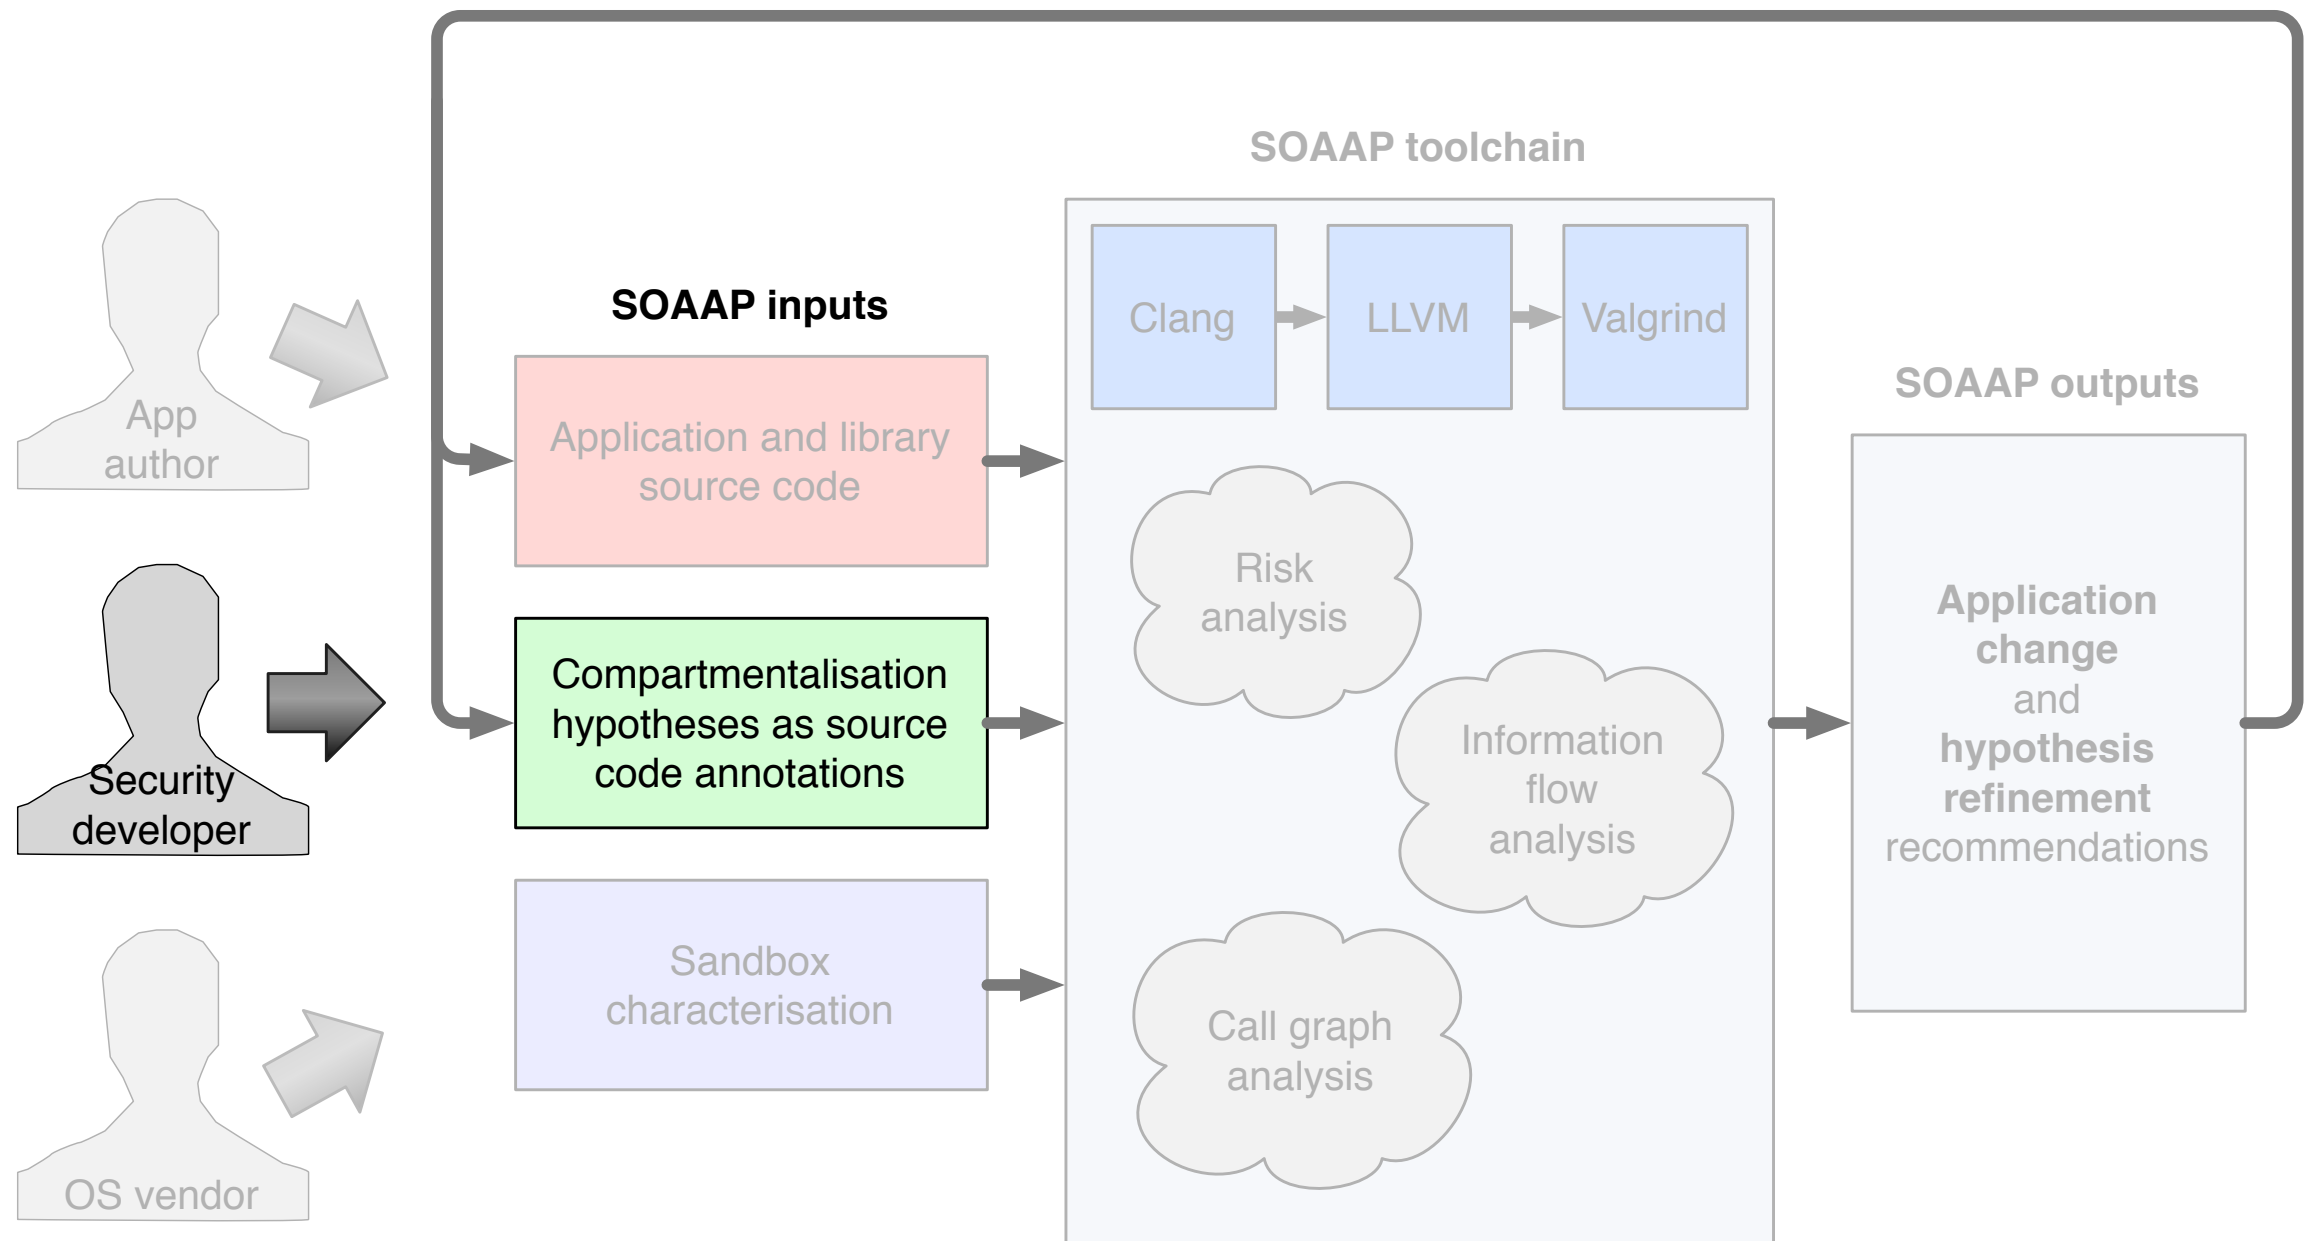 SOAAP toolchain
SOAAP inputs
Clang
LLVM
Valgrind
SOAAP outputs
App
author
Application and library
source code
Risk
analysis
Application
change
and
hypothesis
refinement
recommendations
Security
developer
Compartmentalisation
hypotheses as source
code annotations
Information
flow
analysis
Sandbox
characterisation
Call graph
analysis
OS vendor